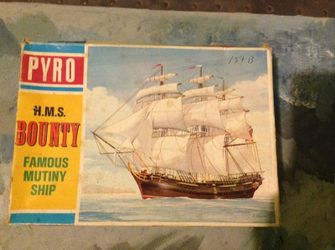 PYRO
H.M.S.
BOUNTY
FAMOUS
MUTINY
SHIP